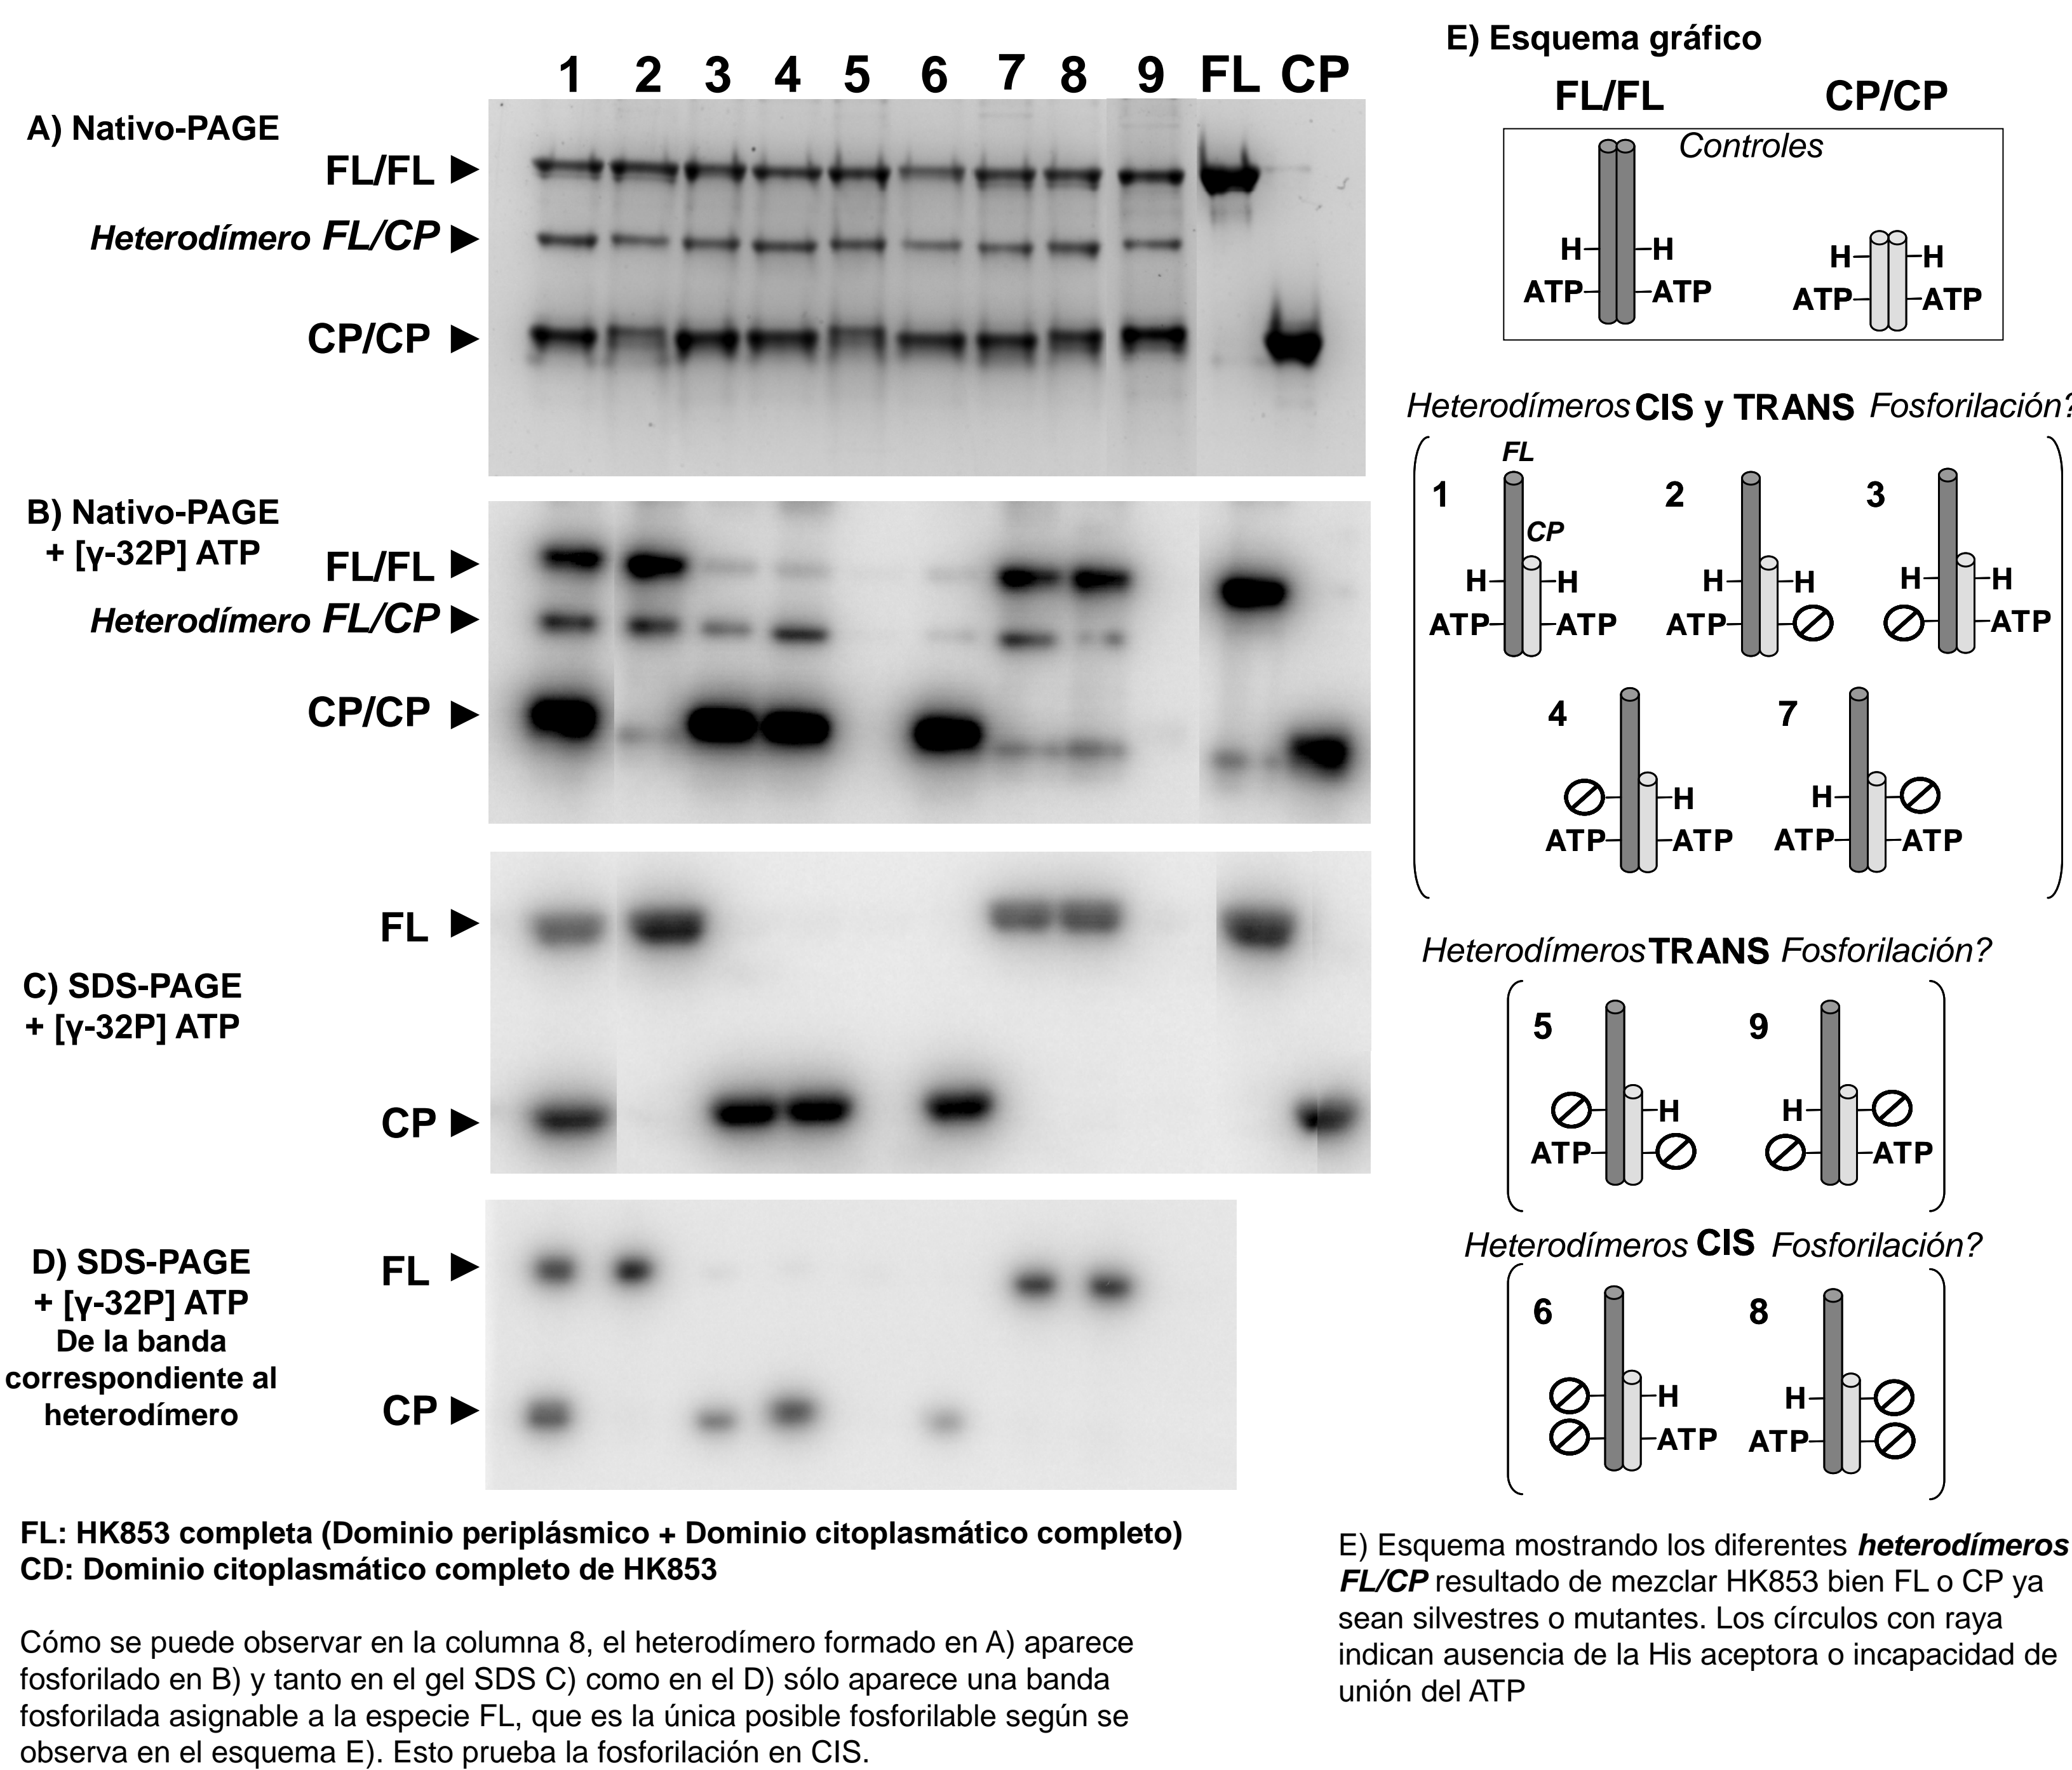 1 2 3 4 5 6 7 8 9 FL CP
A) Nativo-PAGE
FL/FL
Heterodímero FL/CP
CP/CP
B) Nativo-PAGE
+ [γ-32P] ATP
FL/FL
Heterodímero FL/CP
CP/CP
C) SDS-PAGE
+ [γ-32P] ATP
FL
CP
D) SDS-PAGE
+ [γ-32P] ATP
De la banda
correspondiente al
heterodímero
FL
CP
FL: HK853 completa (Dominio periplásmico + Dominio citoplasmático completo)
CD: Dominio citoplasmático completo de HK853
Cómo se puede observar en la columna 8, el heterodímero formado en A) aparece
fosforilado en B) y tanto en el gel SDS C) como en el D) sólo aparece una banda
fosforilada asignable a la especie FL, que es la única posible fosforilable según se
observa en el esquema E). Esto prueba la fosforilación en CIS.
E) Esquema gráfico
FL/FL CP/CP
Controles
H H H H
ATP ATP ATP ATP
Heterodímeros CIS y TRANS Fosforilación?
FL
1 2 3
CP
H H H H H H
ATP ATP ATP ATP
4 7
H H
ATP ATP ATP ATP
Heterodímeros TRANS Fosforilación?
5 9
H H
ATP ATP
Heterodímeros CIS Fosforilación?
6 8
H H
ATP ATP
E) Esquema mostrando los diferentes heterodímeros
FL/CP resultado de mezclar HK853 bien FL o CP ya
sean silvestres o mutantes. Los círculos con raya
indican ausencia de la His aceptora o incapacidad de
unión del ATP